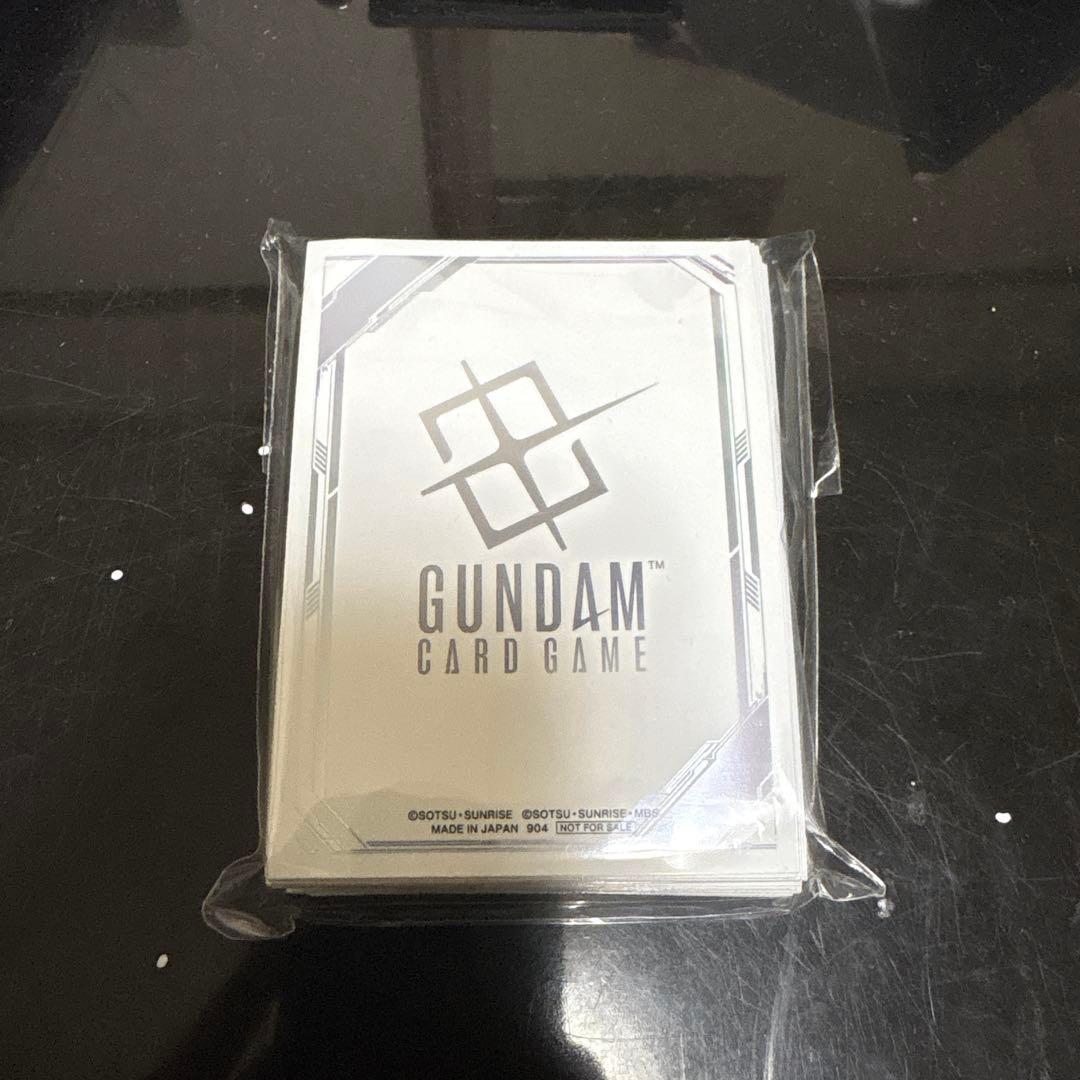 GUNDAM™
CARD GAME
©SOTSU・SUNRISE ©SOTSU・SUNRISE・MBS
MADE IN JAPAN 904 NOT FOR SALE